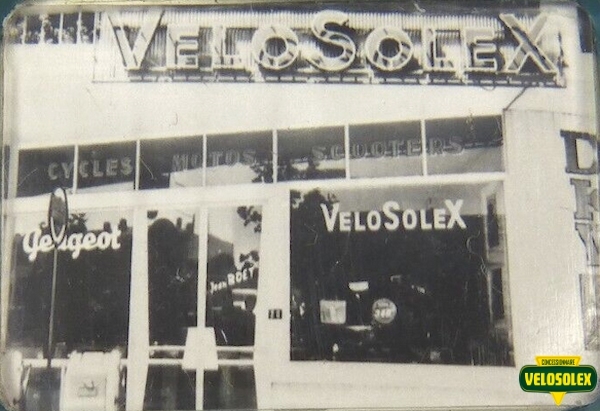 VELOSOLEX
CYCLES MOTOS SCOOTERS
Peugeot
VELOSOLEX
Jean ROET
CONCESSIONNAIRE
VELOSOLEX